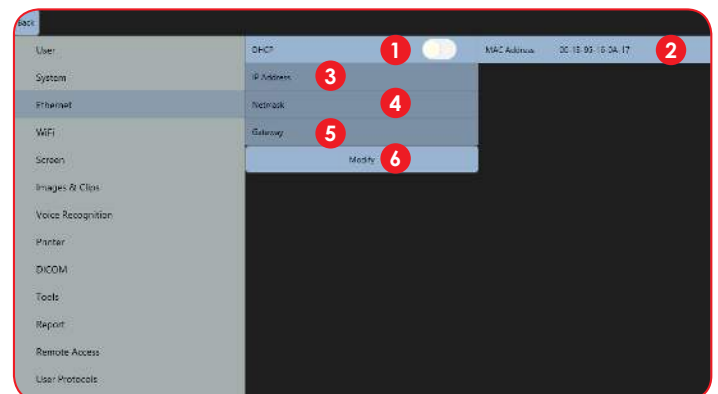 Back
User
DHCP 1 MAC Address 2
System
IP Address 3
Ethernet
Netmask 4
WiFi
Gateway 5
Screen
Modify 6
Images & Clips
Voice Recognition
Printer
DICOM
Tools
Report
Remote Access
User Protocols